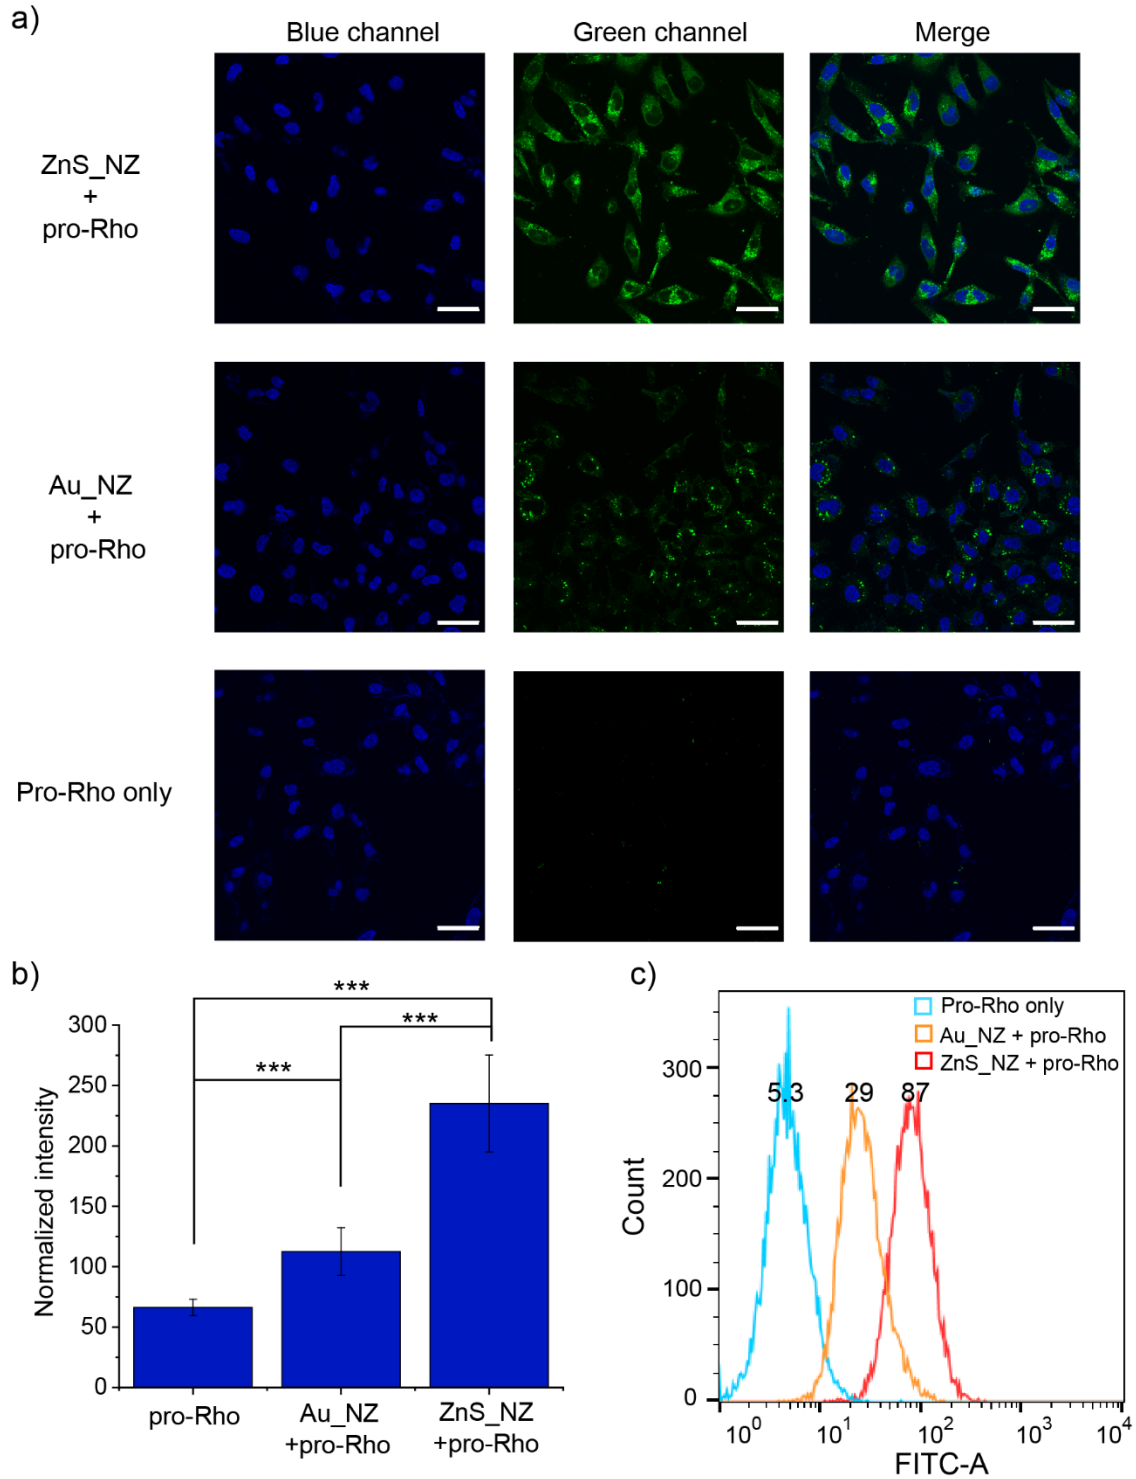 a)
Blue channel
Green channel
Merge
ZnS_NZ
+
pro-Rho
Au_NZ
+
pro-Rho
Pro-Rho only
b)
***
***
***
300
250
200
150
100
50
0
Normalized intensity
pro-Rho
Au_NZ
+pro-Rho
ZnS_NZ
+pro-Rho
c)
Pro-Rho only
Au_NZ + pro-Rho
ZnS_NZ + pro-Rho
5.3
29
87
300
200
100
0
Count
10^0
10^1
10^2
10^3
10^4
FITC-A